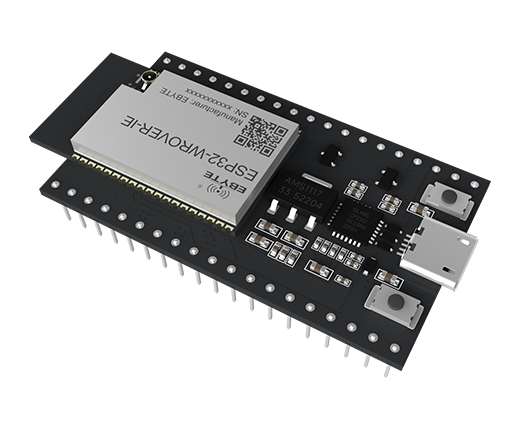 EBYTE
ESP32-WROVER-IE
Manufacturer: EBYTE
SN: xxxxxxxxxx
AMS1117